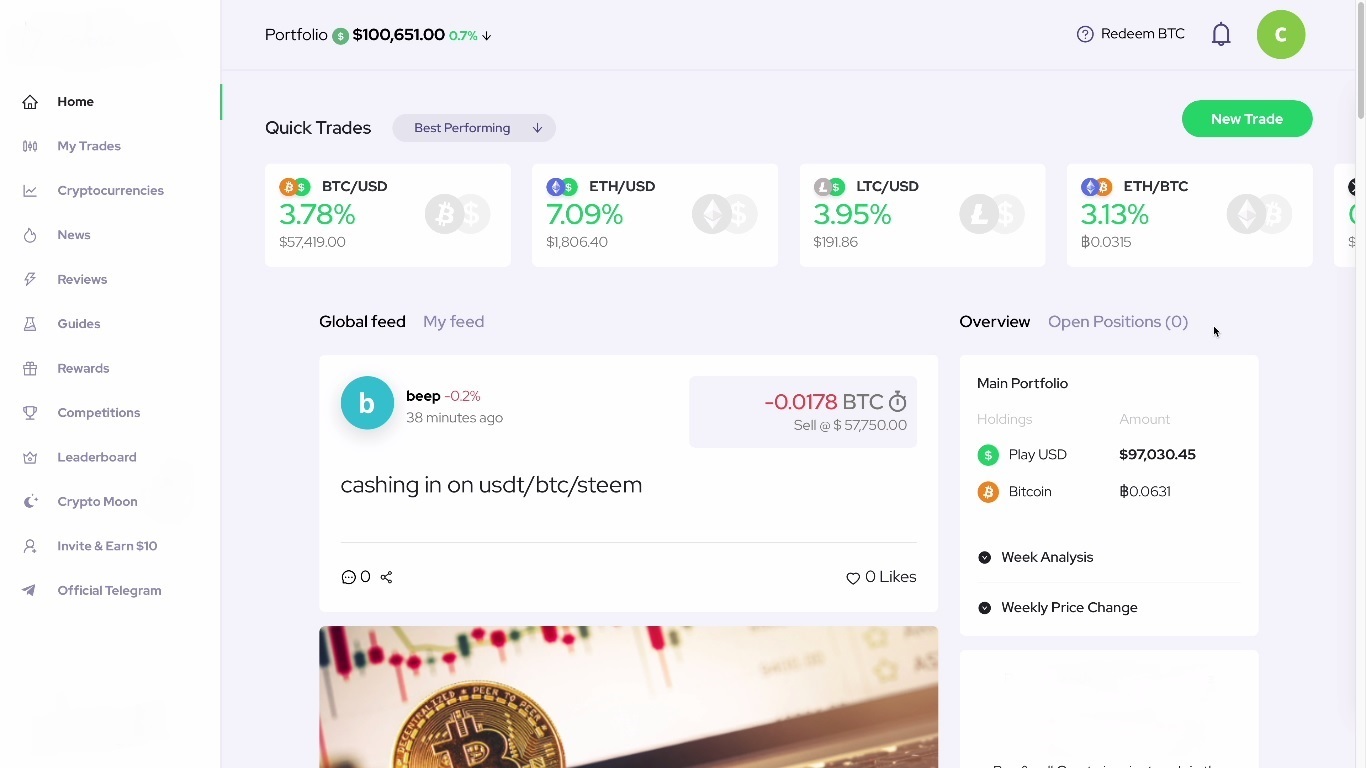 Portfolio $ $100,651.00 0.7% ↓
Redeem BTC
C
Home
My Trades
Cryptocurrencies
News
Reviews
Guides
Rewards
Competitions
Leaderboard
Crypto Moon
Invite & Earn $10
Official Telegram
Quick Trades
Best Performing ↓
New Trade
BTC/USD
3.78%
$57,419.00
ETH/USD
7.09%
$1,806.40
LTC/USD
3.95%
$191.86
ETH/BTC
3.13%
฿0.0315
$
Global feed My feed
b
beep -0.2%
38 minutes ago
-0.0178 BTC
Sell @ $ 57,750.00
cashing in on usdt/btc/steem
0
0 Likes
DECENTRALIZED * PEER TO PEER
Overview Open Positions (0)
Main Portfolio
Holdings Amount
Play USD $97,030.45
Bitcoin ฿0.0631
Week Analysis
Weekly Price Change